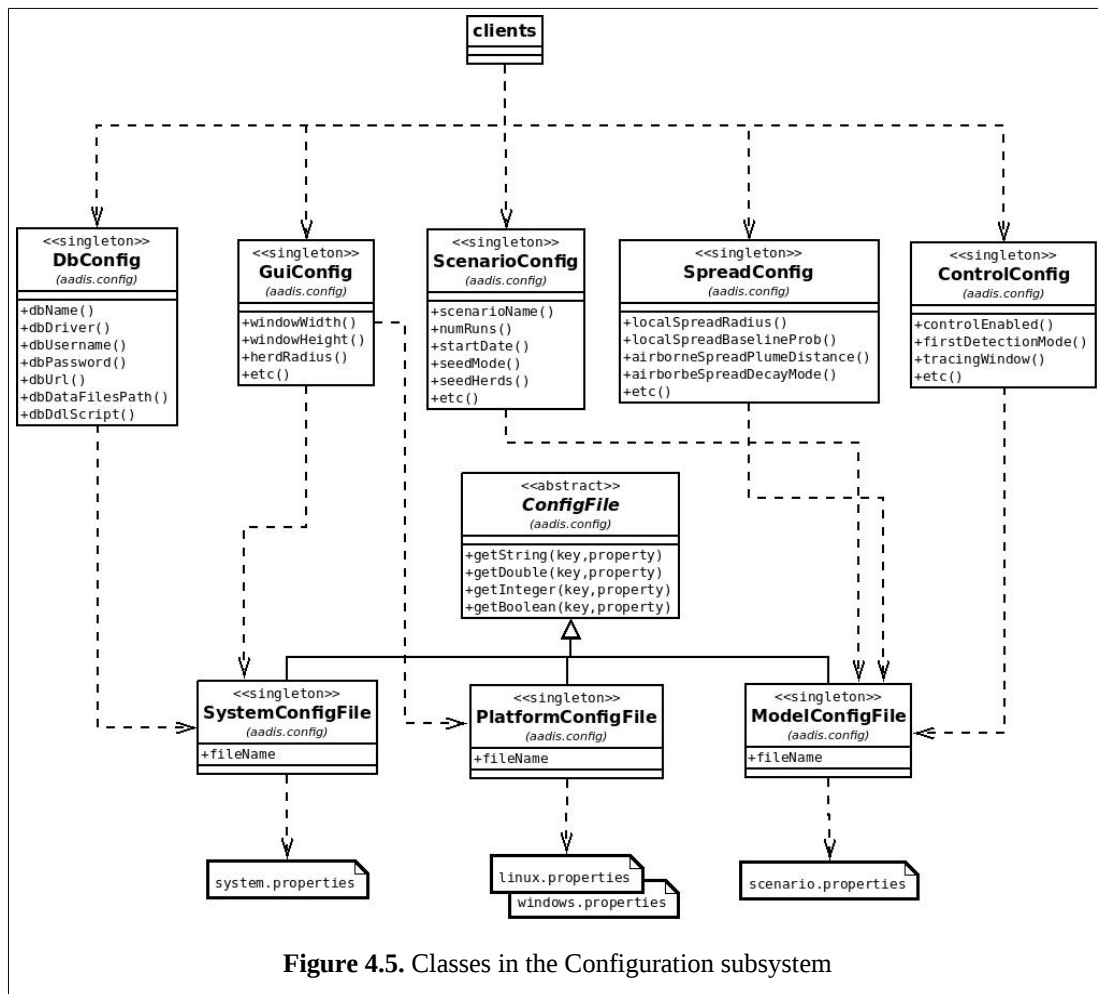 clients
<<singleton>>
DbConfig
(aadis.config)
+dbName()
+dbDriver()
+dbUsername()
+dbPassword()
+dbUrl()
+dbDataFilesPath()
+dbDdlScript()
<<singleton>>
GuiConfig
(aadis.config)
+windowWidth()
+windowHeight()
+herdRadius()
+etc()
<<singleton>>
ScenarioConfig
(aadis.config)
+scenarioName()
+numRuns()
+startDate()
+seedMode()
+seedHerds()
+etc()
<<singleton>>
SpreadConfig
(aadis.config)
+localSpreadRadius()
+localSpreadBaselineProb()
+airborneSpreadPlumeDistance()
+airborbeSpreadDecayMode()
+etc()
<<singleton>>
ControlConfig
(aadis.config)
+controlEnabled()
+firstDetectionMode()
+tracingWindow()
+etc()
<<abstract>>
ConfigFile
(aadis.config)
+getString(key,property)
+getDouble(key,property)
+getInteger(key,property)
+getBoolean(key,property)
<<singleton>>
SystemConfigFile
(aadis.config)
+fileName
<<singleton>>
PlatformConfigFile
(aadis.config)
+fileName
<<singleton>>
ModelConfigFile
(aadis.config)
+fileName
system.properties
linux.properties
windows.properties
scenario.properties
Figure 4.5. Classes in the Configuration subsystem